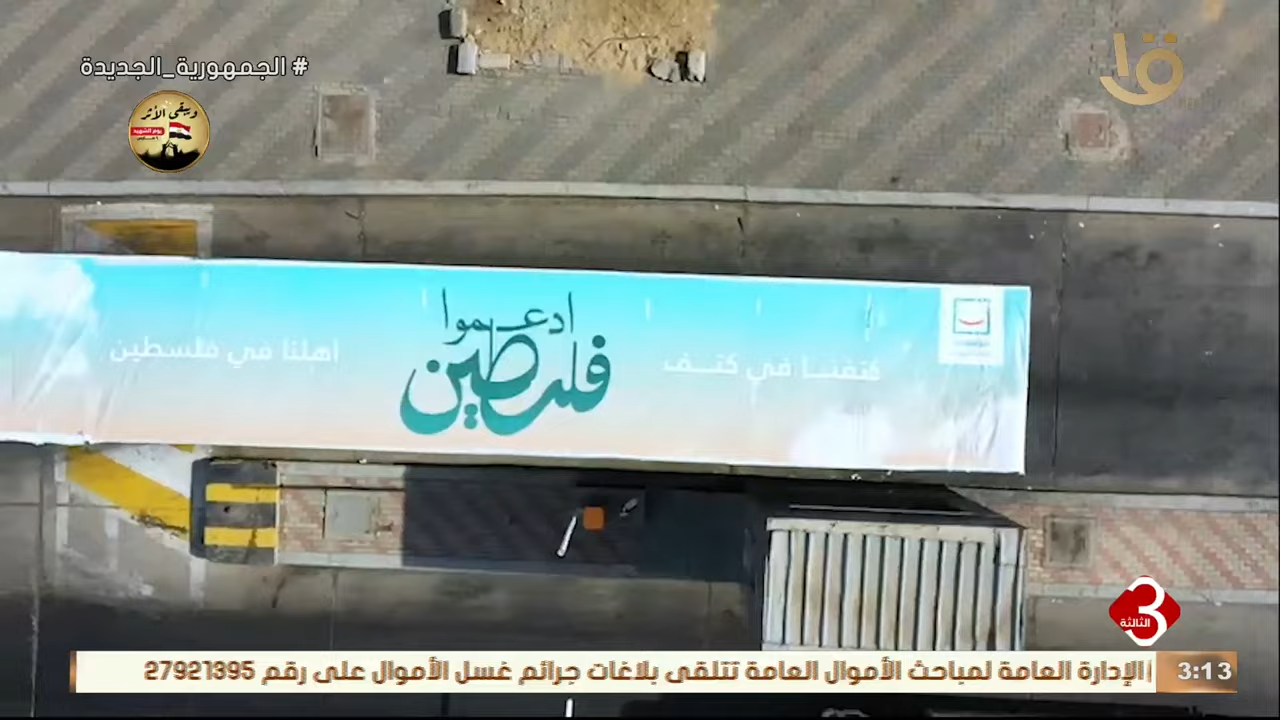 # الجمهورية_الجديدة
ويبقى الأثر
يوم الشهيد
ادعموا
فلسطين
كتفنا في كتف
أهلنا في فلسطين
3
الثالثة
الإدارة العامة لمباحث الأموال العامة تتلقى بلاغات جرائم غسل الأموال على رقم 27921395
3:13